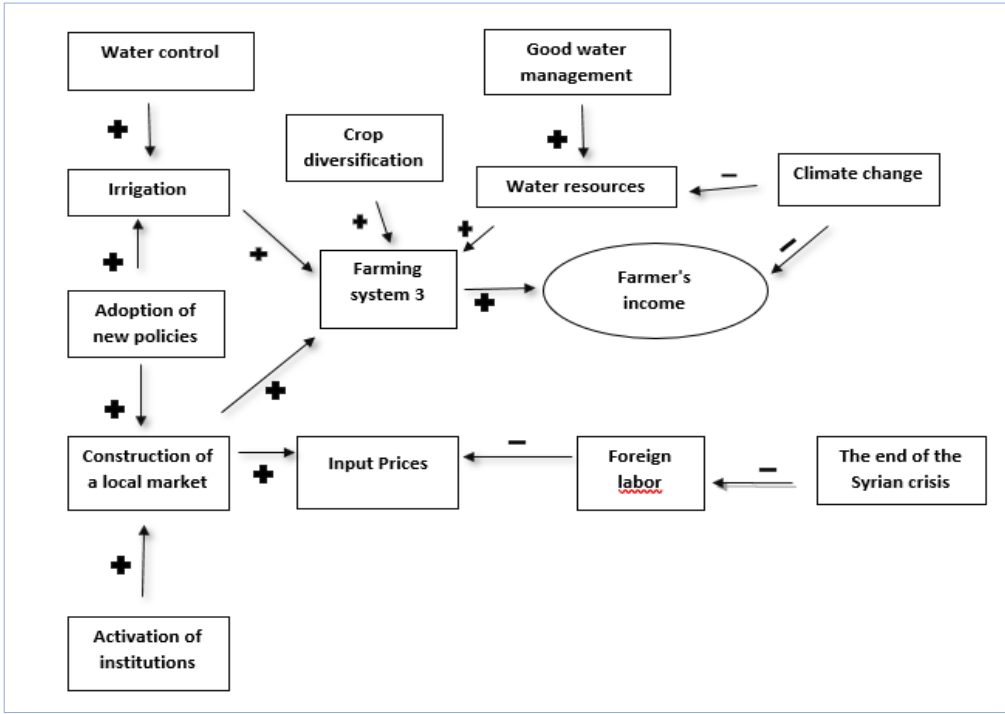 Water control
Good water
management
Crop
diversification
Irrigation
Water resources
Climate change
Farming
system 3
Farmer's
income
Adoption of
new policies
Construction of
a local market
Input Prices
Foreign
labor
The end of the
Syrian crisis
Activation of
institutions